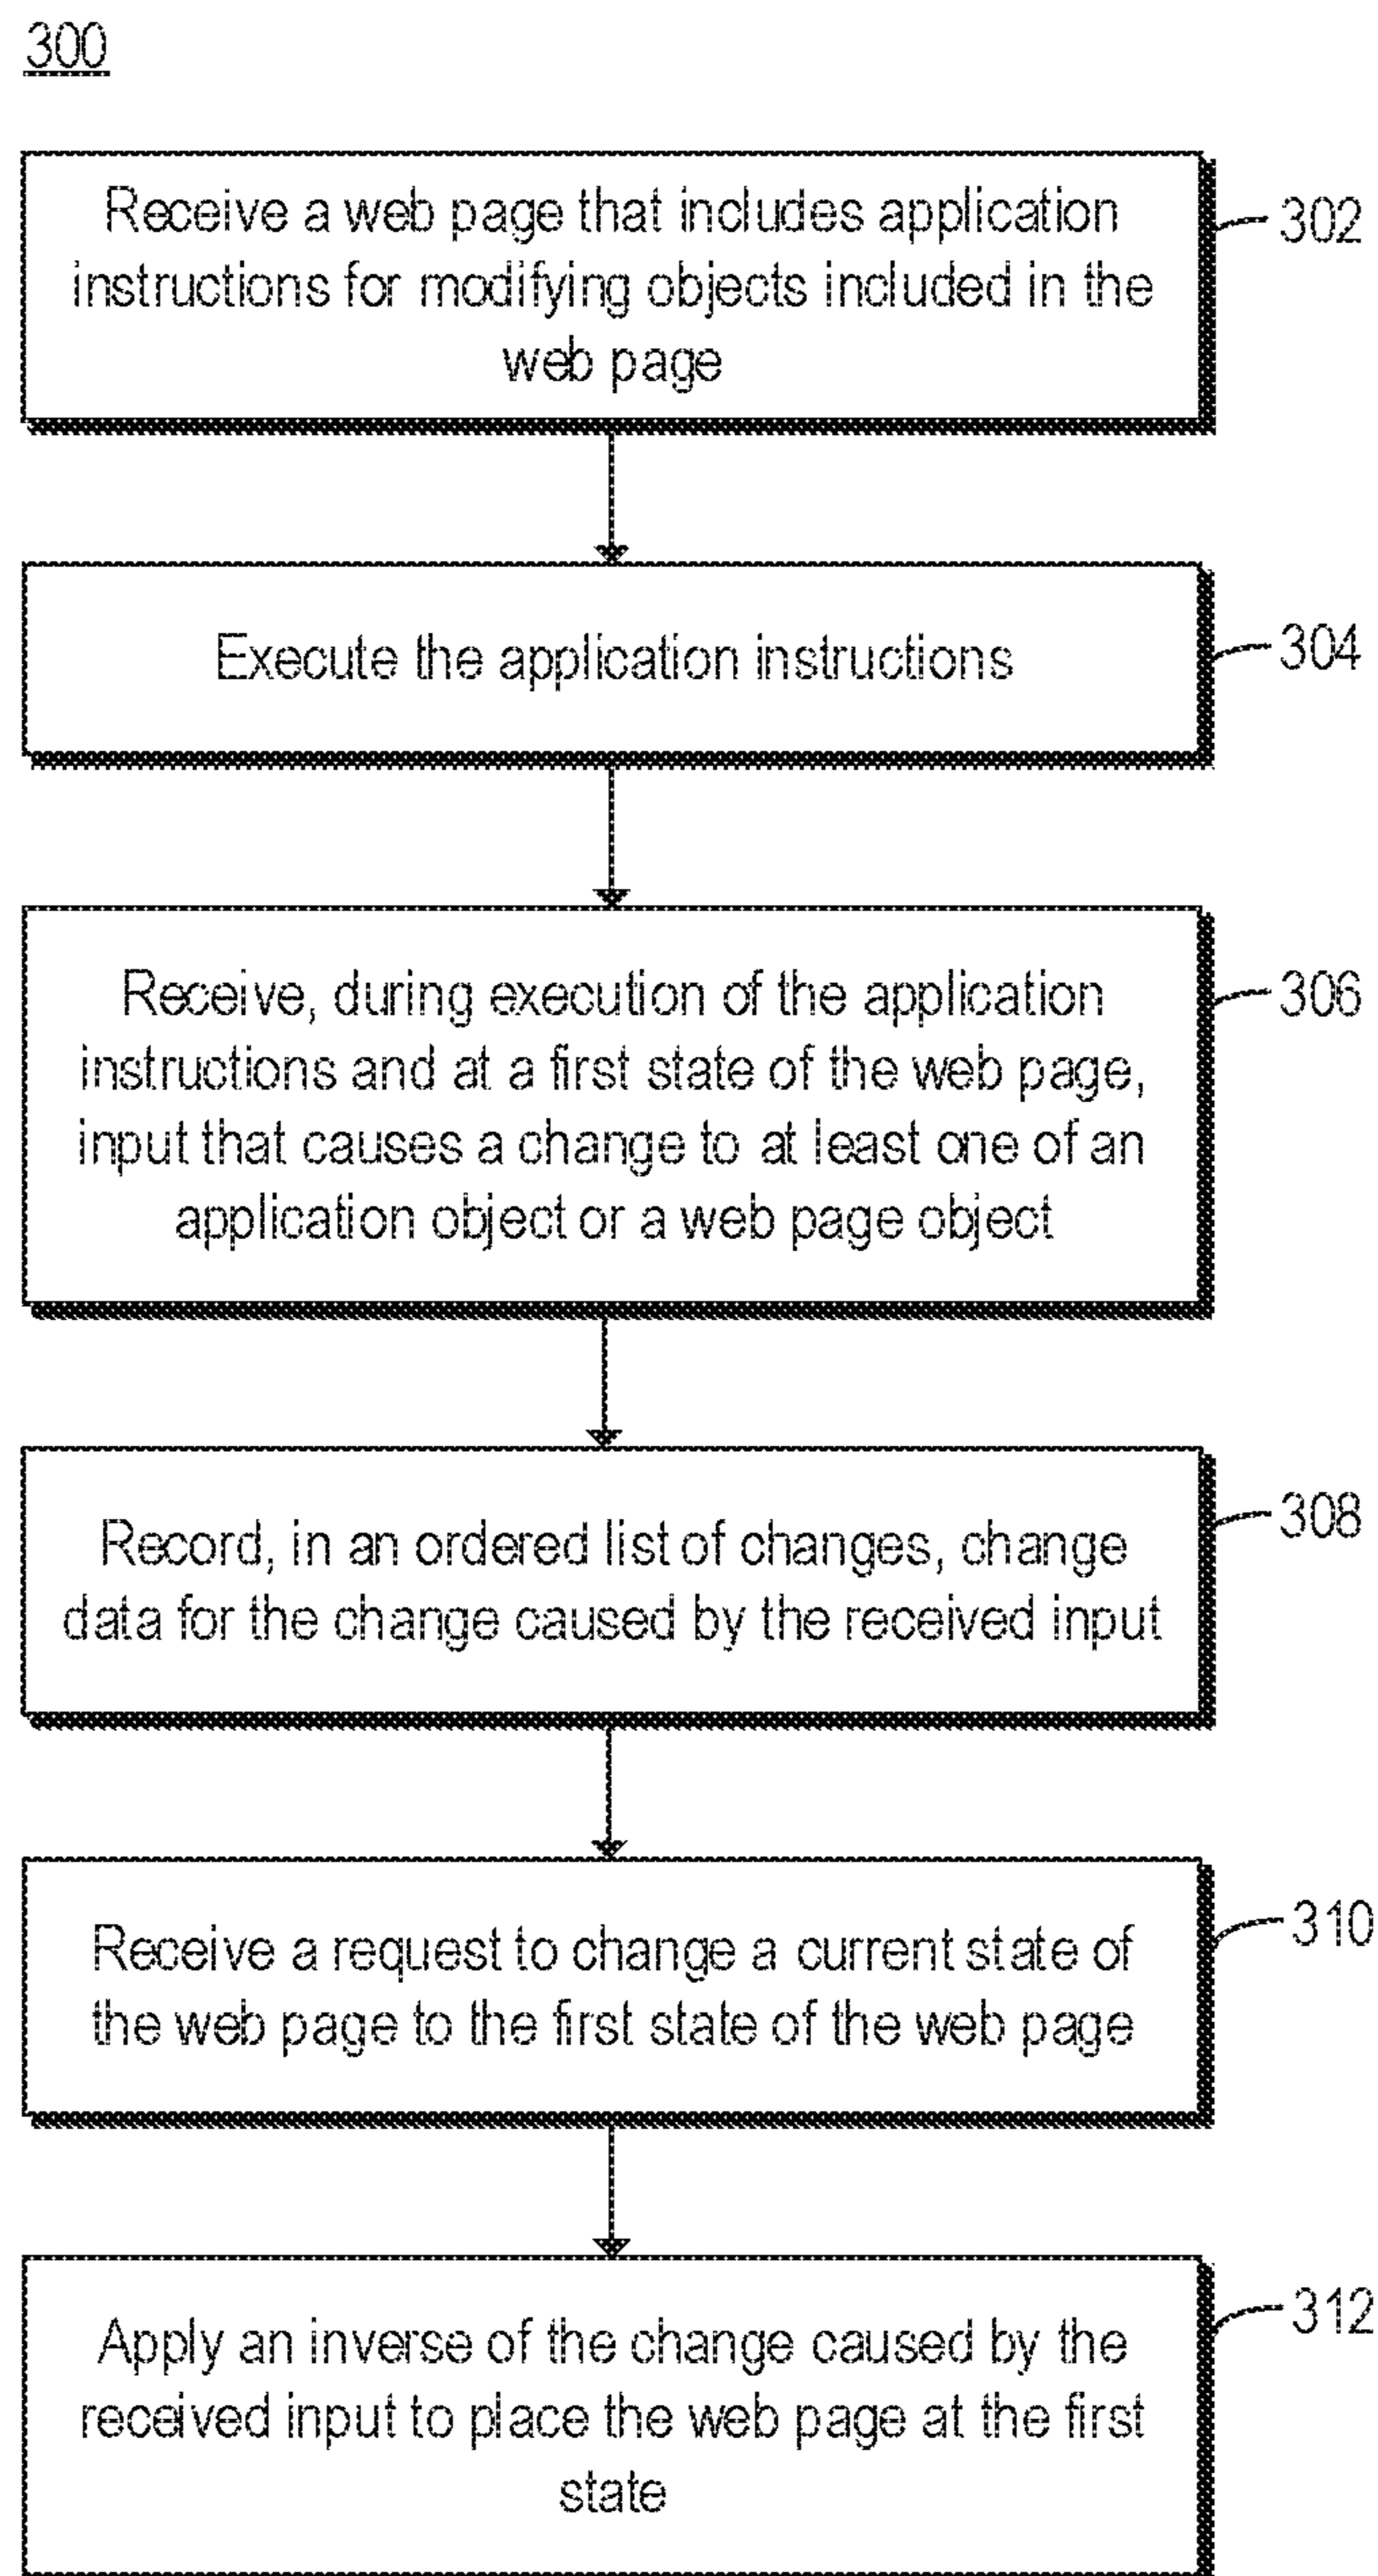 300
Receive a web page that includes application
instructions for modifying objects included in the
web page
302
Execute the application instructions
304
Receive, during execution of the application
instructions and at a first state of the web page,
input that causes a change to at least one of an
application object or a web page object
306
Record, in an ordered list of changes, change
data for the change caused by the received input
308
Receive a request to change a current state of
the web page to the first state of the web page
310
Apply an inverse of the change caused by the
received input to place the web page at the first
state
312